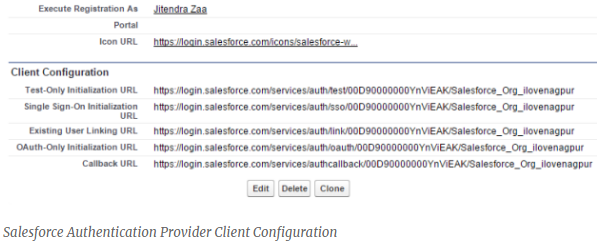 Execute Registration As Jitendra Zaa
Portal
Icon URL https://login.salesforce.com/icons/salesforce-w...
Client Configuration
Test-Only Initialization URL https://login.salesforce.com/services/auth/test/00D90000000YnViEAK/Salesforce_Org_ilovenagpur
Single Sign-On Initialization https://login.salesforce.com/services/auth/sso/00D90000000YnViEAK/Salesforce_Org_ilovenagpur
URL
Existing User Linking URL https://login.salesforce.com/services/auth/link/00D90000000YnViEAK/Salesforce_Org_ilovenagpur
OAuth-Only Initialization URL https://login.salesforce.com/services/auth/oauth/00D90000000YnViEAK/Salesforce_Org_ilovenagpur
Callback URL https://login.salesforce.com/services/authcallback/00D90000000YnViEAK/Salesforce_Org_ilovenagpur
Edit Delete Clone
Salesforce Authentication Provider Client Configuration